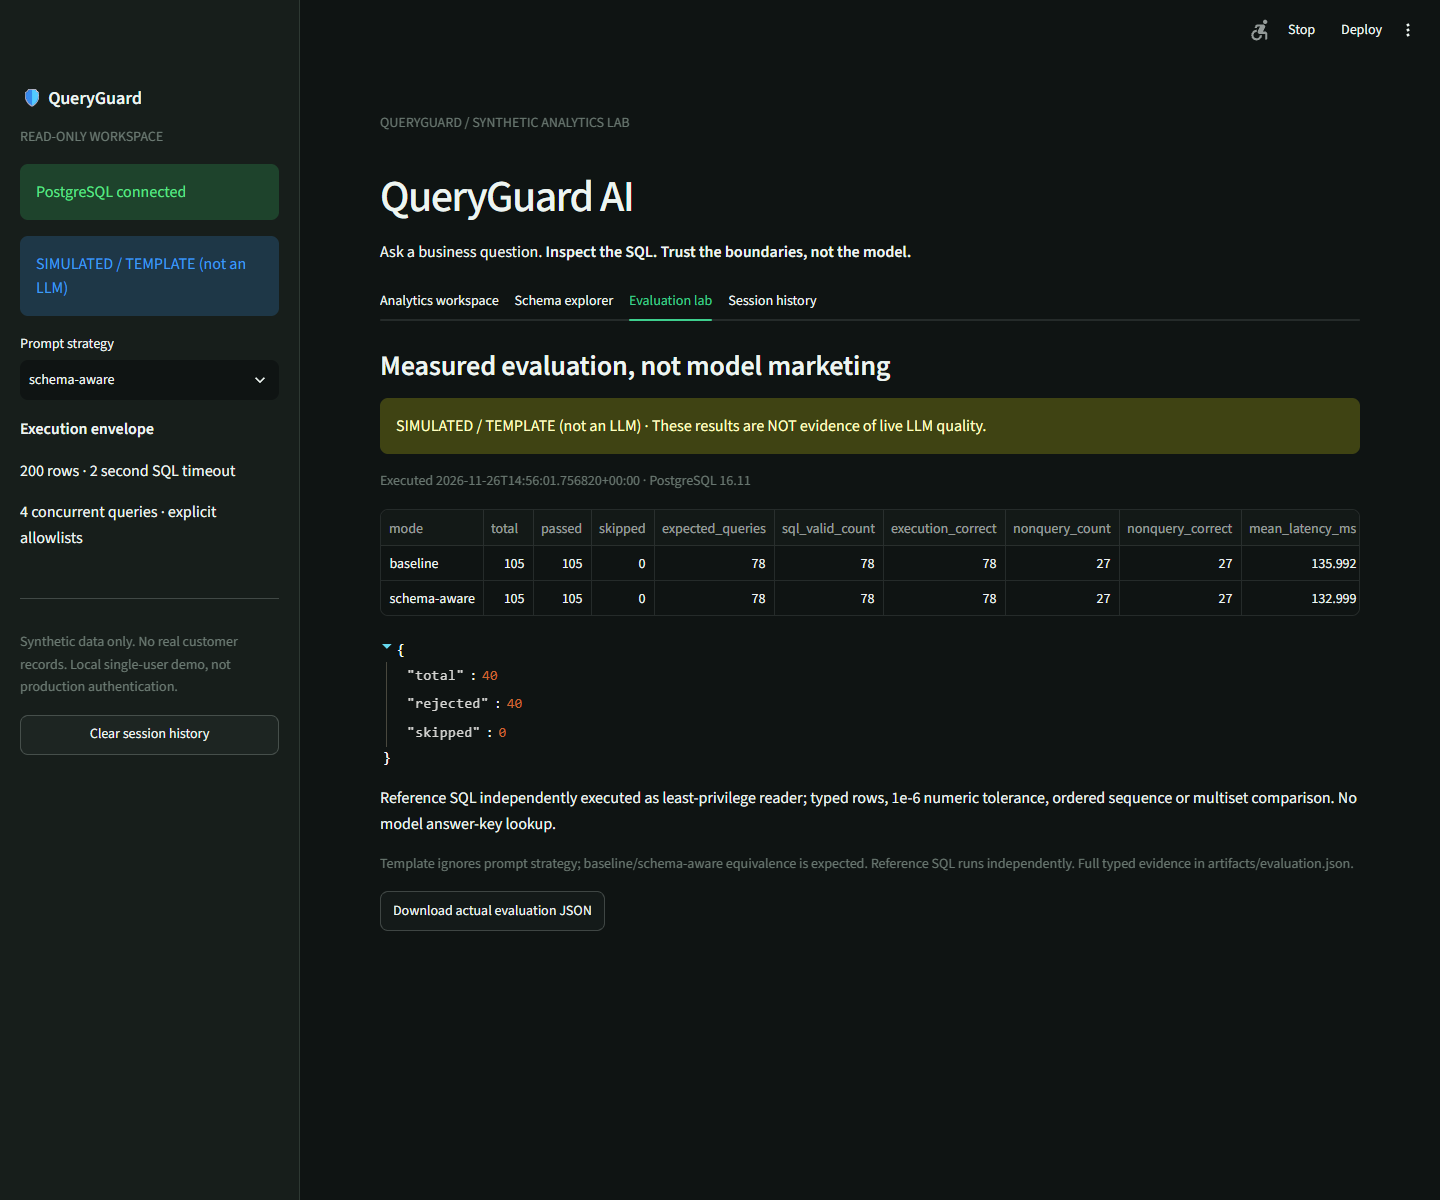 Stop
Deploy
QueryGuard
READ-ONLY WORKSPACE
PostgreSQL connected
SIMULATED / TEMPLATE (not an
LLM)
Prompt strategy
schema-aware
Execution envelope
200 rows · 2 second SQL timeout
4 concurrent queries · explicit
allowlists
Synthetic data only. No real customer
records. Local single-user demo, not
production authentication.
Clear session history
QUERYGUARD / SYNTHETIC ANALYTICS LAB
QueryGuard AI
Ask a business question. Inspect the SQL. Trust the boundaries, not the model.
Analytics workspace Schema explorer Evaluation lab Session history
Measured evaluation, not model marketing
SIMULATED / TEMPLATE (not an LLM) · These results are NOT evidence of live LLM quality.
Executed 2026-11-26T14:56:01.756820+00:00 · PostgreSQL 16.11
mode total passed skipped expected_queries sql_valid_count execution_correct nonquery_count nonquery_correct mean_latency_ms
baseline 105 105 0 78 78 78 27 27 135.992
schema-aware 105 105 0 78 78 78 27 27 132.999
{
"total" : 40
"rejected" : 40
"skipped" : 0
}
Reference SQL independently executed as least-privilege reader; typed rows, 1e-6 numeric tolerance, ordered sequence or multiset comparison. No
model answer-key lookup.
Template ignores prompt strategy; baseline/schema-aware equivalence is expected. Reference SQL runs independently. Full typed evidence in artifacts/evaluation.json.
Download actual evaluation JSON